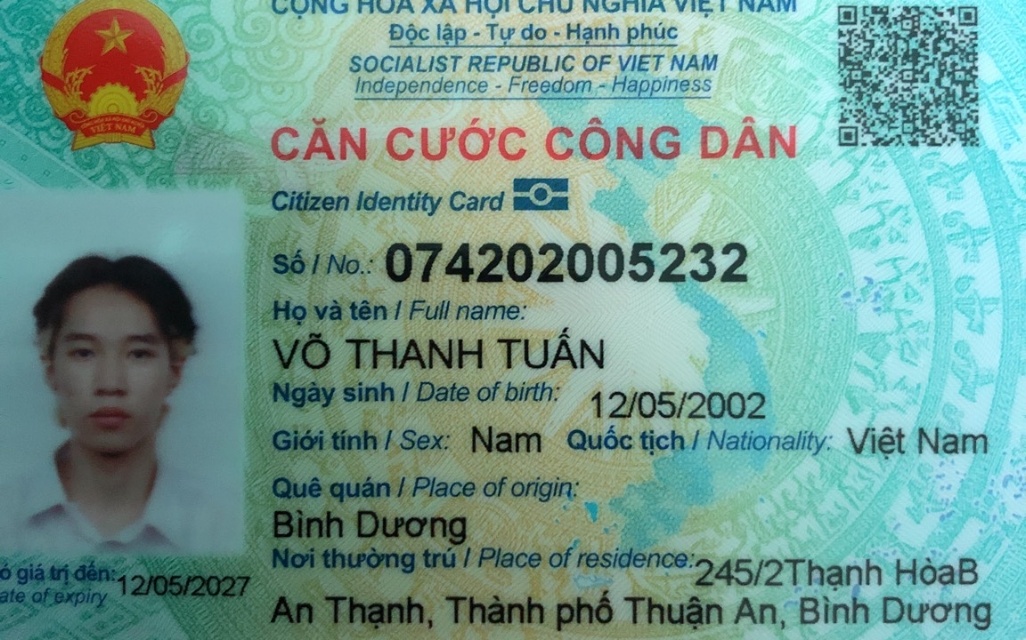 CỘNG HÒA XÃ HỘI CHỦ NGHĨA VIỆT NAM
Độc lập - Tự do - Hạnh phúc
SOCIALIST REPUBLIC OF VIET NAM
Independence - Freedom - Happiness
CĂN CƯỚC CÔNG DÂN
Citizen Identity Card
Số / No.: 074202005232
Họ và tên / Full name:
VÕ THANH TUẤN
Ngày sinh / Date of birth: 12/05/2002
Giới tính / Sex: Nam Quốc tịch / Nationality: Việt Nam
Quê quán / Place of origin:
Bình Dương
Nơi thường trú / Place of residence: 245/2Thạnh HòaB
An Thạnh, Thành phố Thuận An, Bình Dương
ó giá trị đến: 12/05/2027
ate of expiry
VIỆT NAM